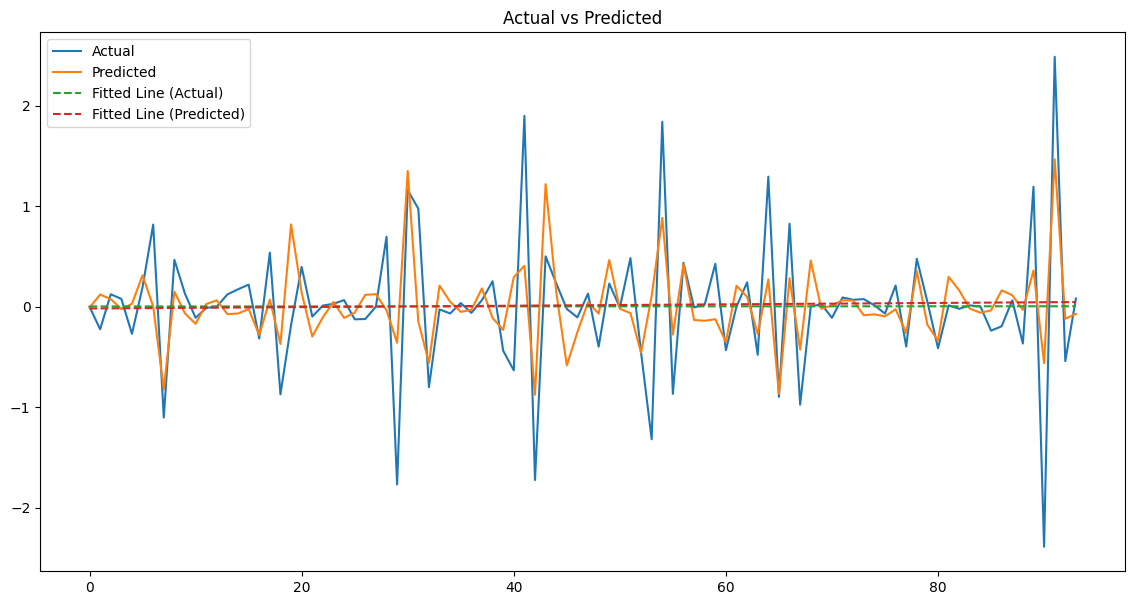 Actual vs Predicted
Actual
Predicted
Fitted Line (Actual)
Fitted Line (Predicted)
2
1
0
−1
−2
0
20
40
60
80